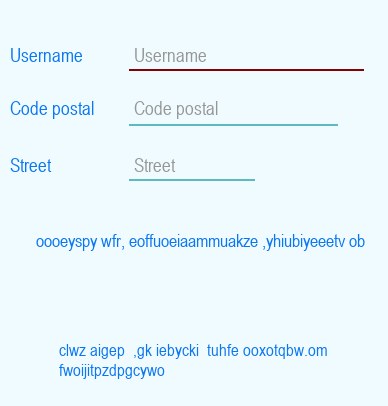 Username Username
Code postal Code postal
Street Street
oooeyspy wfr, eoffuoeiaammuakze ,yhiubiyeeetv ob
clwz aigep  ,gk iebycki  tuhfe ooxotqbw.om
fwoijitpzdpgcywo